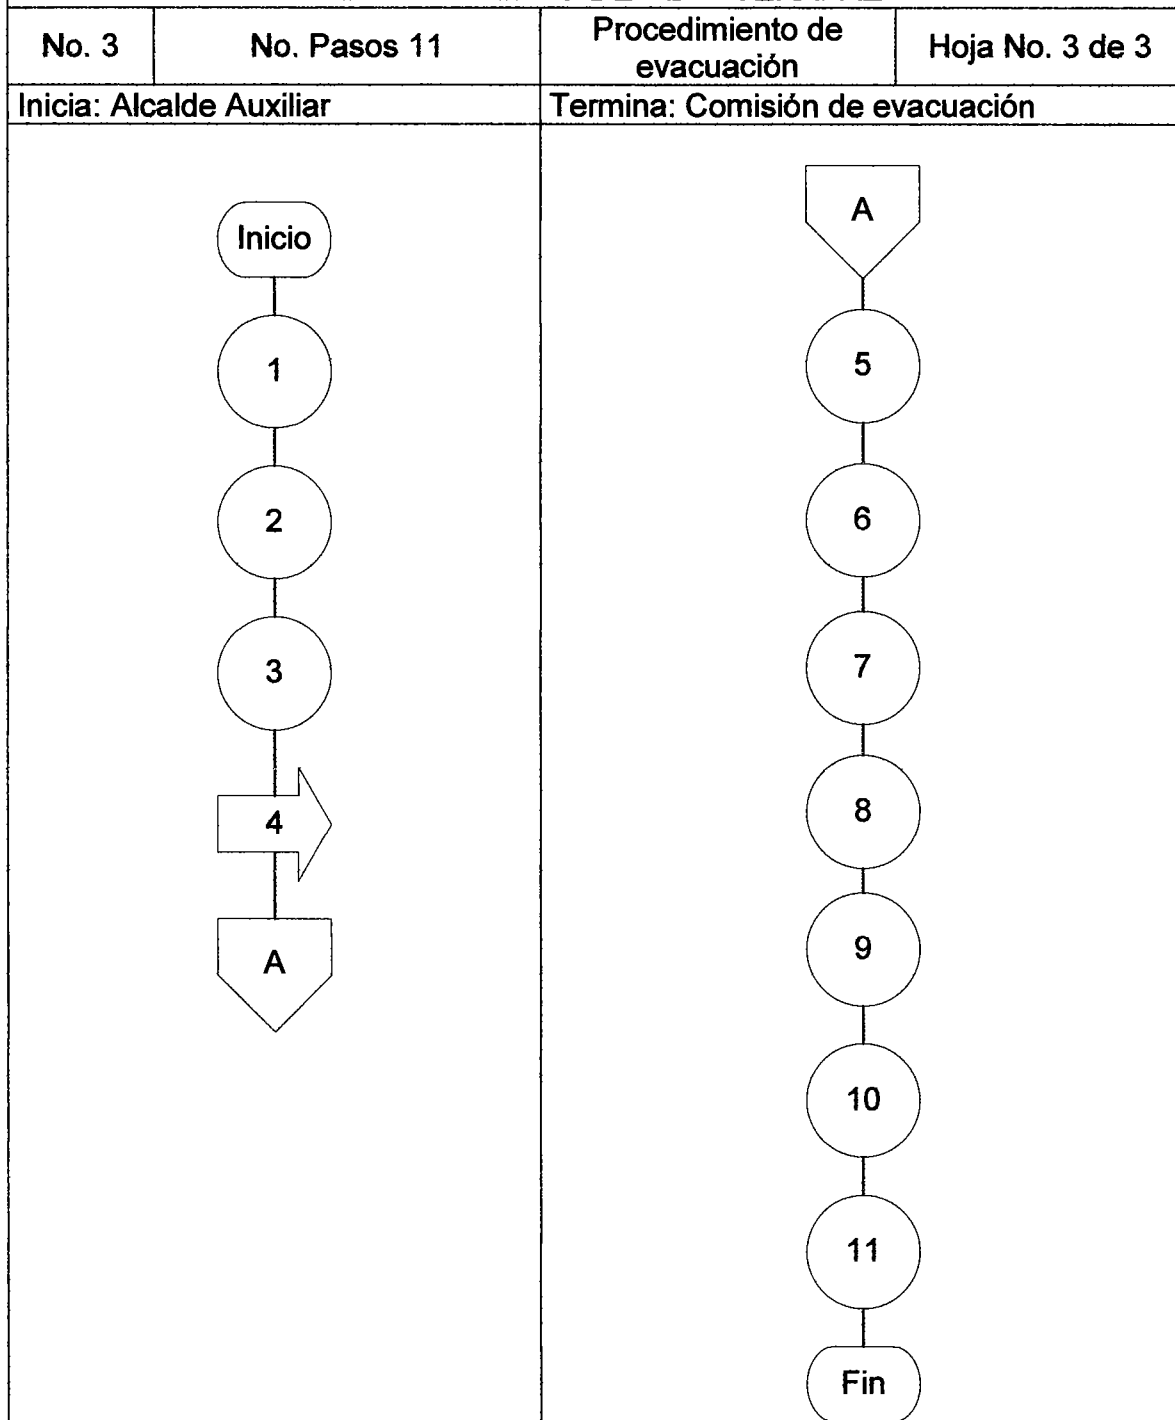 No. 3
No. Pasos 11
Procedimiento de
evacuación
Hoja No. 3 de 3
Inicia: Alcalde Auxiliar
Termina: Comisión de evacuación
Inicio
1
2
3
4
A
A
5
6
7
8
9
10
11
Fin